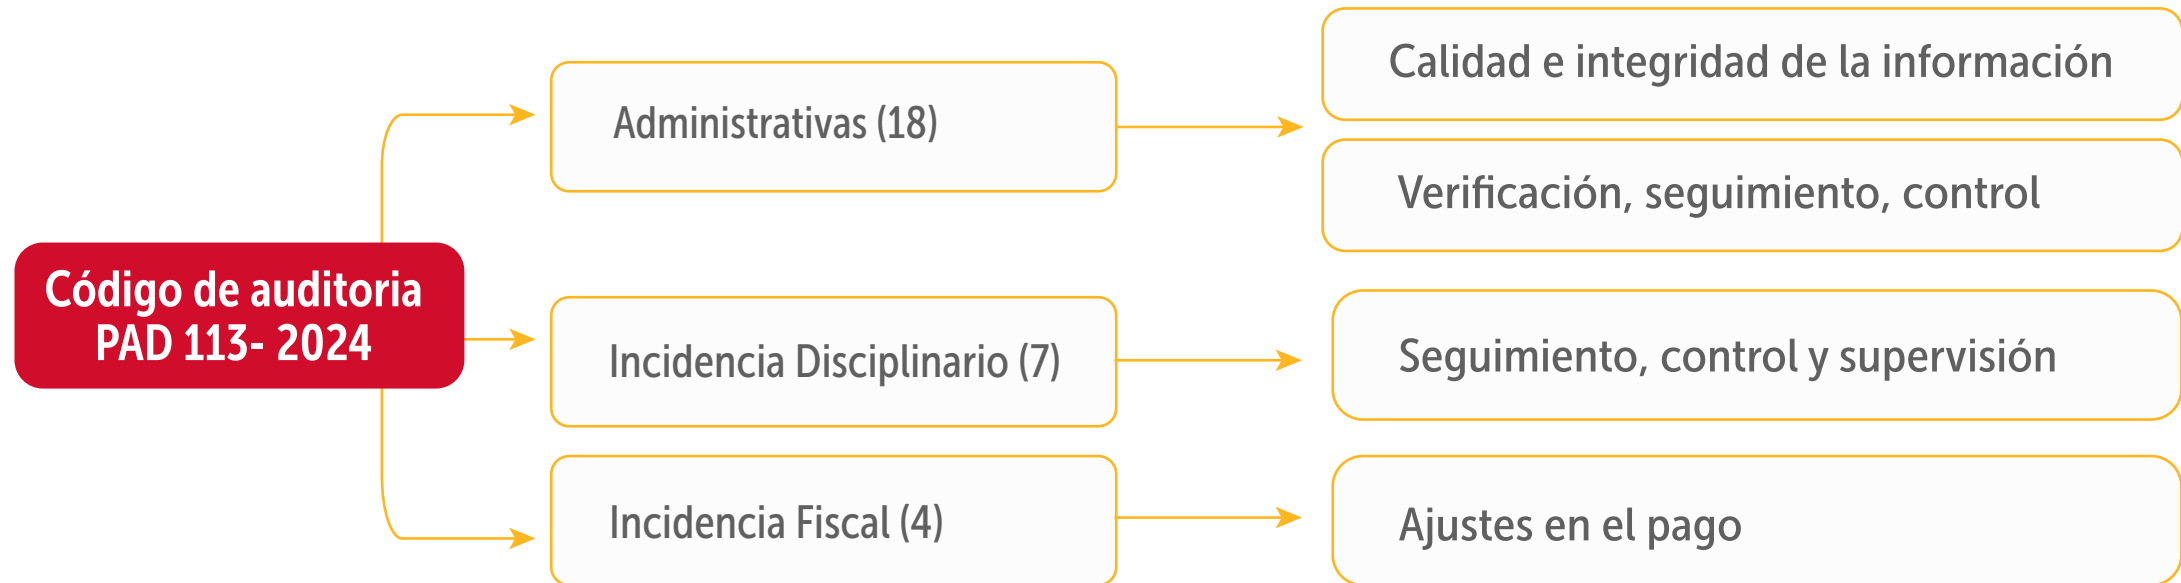 Código de auditoria
PAD 113- 2024
Administrativas (18)
Calidad e integridad de la información
Verificación, seguimiento, control
Incidencia Disciplinario (7)
Seguimiento, control y supervisión
Incidencia Fiscal (4)
Ajustes en el pago